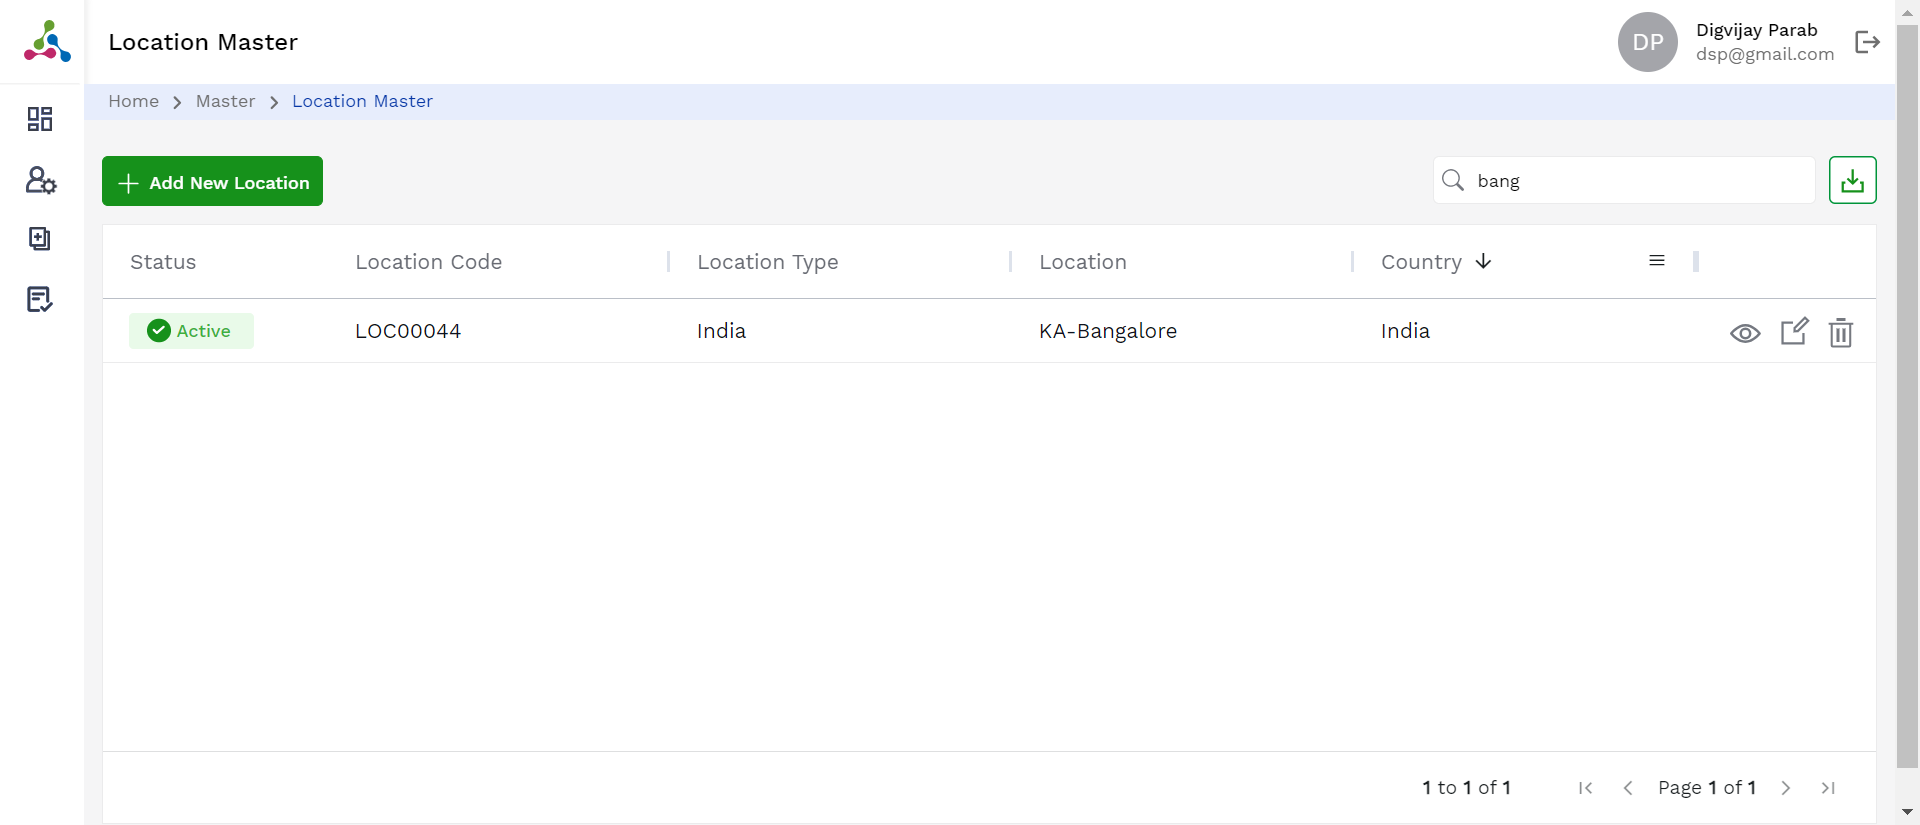 Location Master
DP
Digvijay Parab
dsp@gmail.com
Home Master Location Master
Add New Location
bang
Status Location Code Location Type Location Country
Active LOC00044 India KA-Bangalore India
1 to 1 of 1 Page 1 of 1